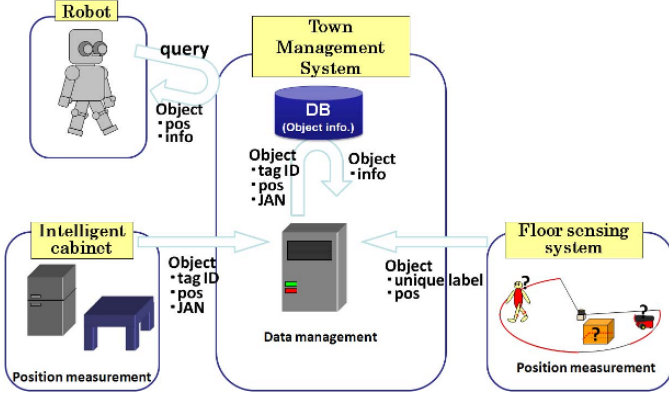 Robot
query
Object
・pos
・info
Town
Management
System
DB
(Object info.)
Object
・tag ID
・pos
・JAN
Object
・info
Intelligent
cabinet
Object
・tag ID
・pos
・JAN
Position measurement
Data management
Floor sensing
system
Object
・unique label
・pos
?
?
?
Position measurement